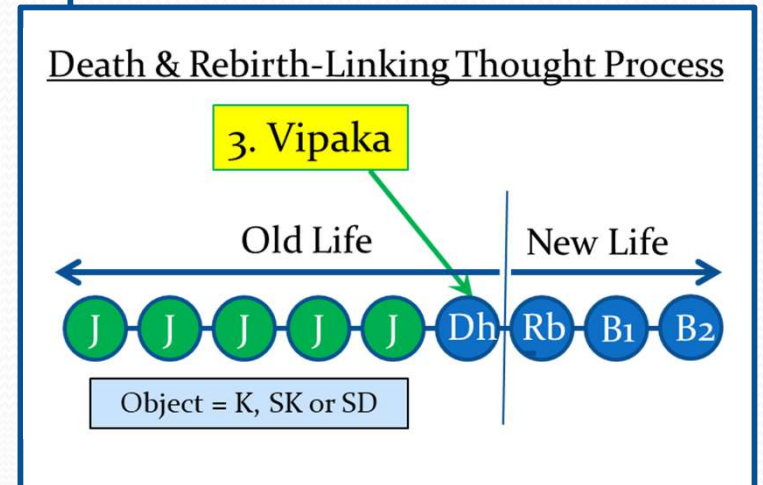 Death & Rebirth-Linking Thought Process
3. Vipaka
Old Life
New Life
J J J J J Dh Rb B1 B2
Object = K, SK or SD